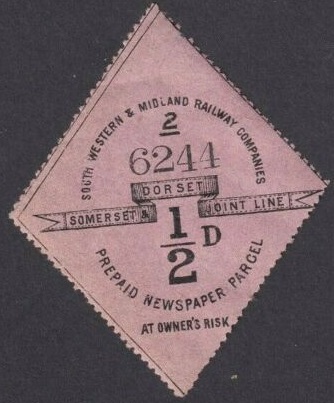 SOUTH WESTERN & MIDLAND RAILWAY COMPANIES
2
6244
SOMERSET & DORSET JOINT LINE
1/2 D
PREPAID NEWSPAPER PARCEL
AT OWNER'S RISK